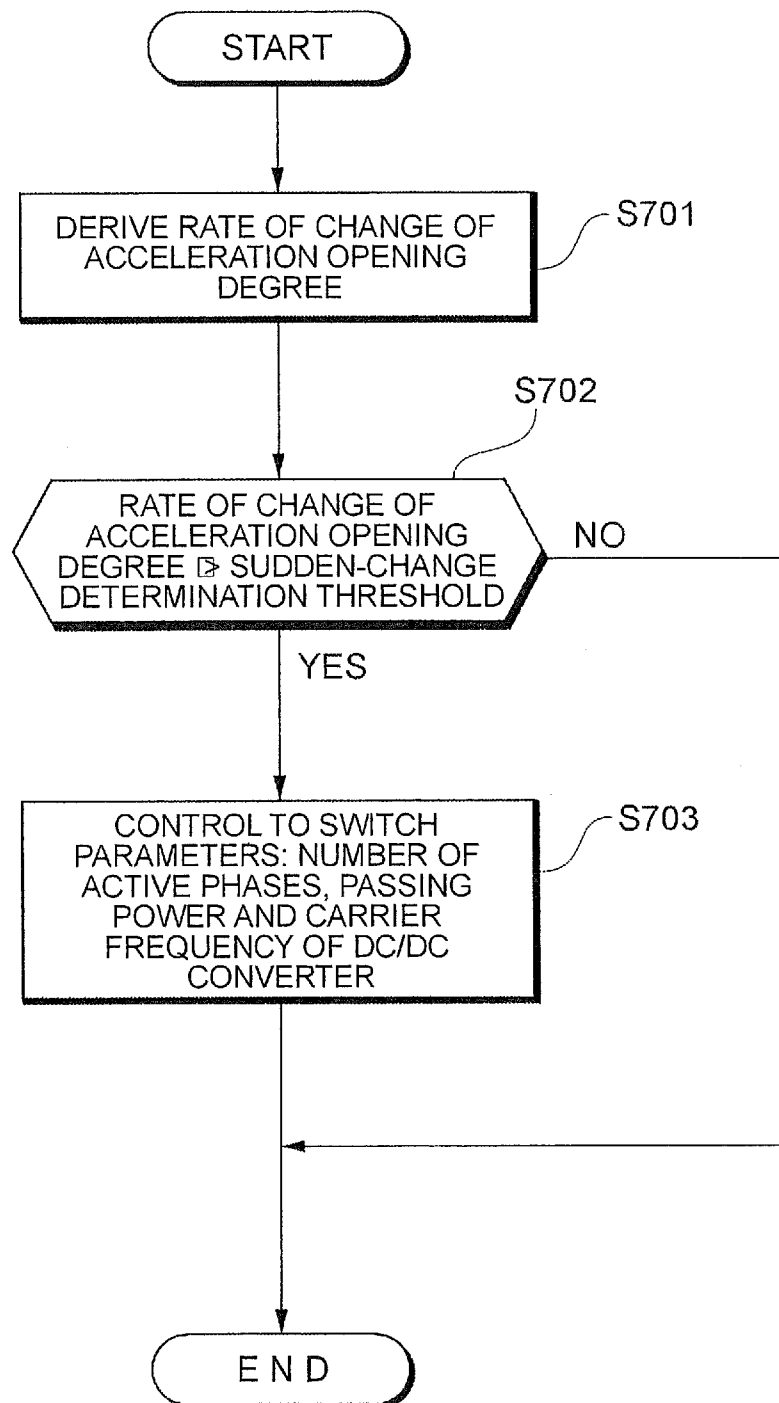 START
DERIVE RATE OF CHANGE OF
ACCELERATION OPENING
DEGREE
S701
S702
RATE OF CHANGE OF
ACCELERATION OPENING
DEGREE > SUDDEN-CHANGE
DETERMINATION THRESHOLD
NO
YES
CONTROL TO SWITCH
PARAMETERS: NUMBER OF
ACTIVE PHASES, PASSING
POWER AND CARRIER
FREQUENCY OF DC/DC
CONVERTER
S703
END